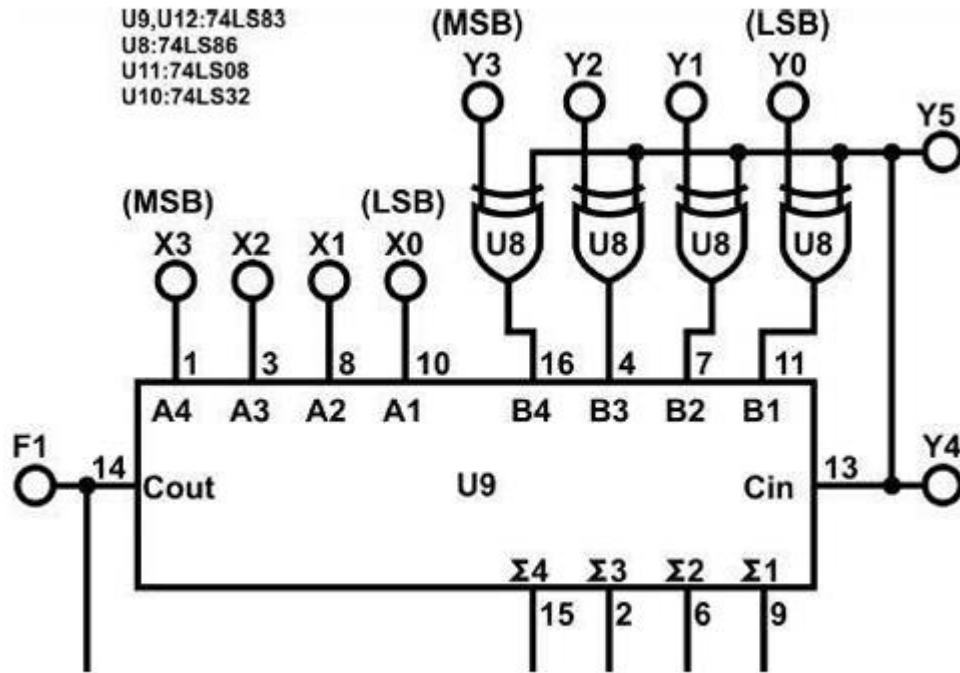 U9,U12:74LS83
U8:74LS86
U11:74LS08
U10:74LS32
(MSB) (LSB)
Y3 Y2 Y1 Y0
Y5
(MSB) (LSB)
U8 U8 U8 U8
X3 X2 X1 X0
1 3 8 10 16 4 7 11
A4 A3 A2 A1 B4 B3 B2 B1
F1 14 Cout U9 Cin 13 Y4
Σ4 Σ3 Σ2 Σ1
15 2 6 9